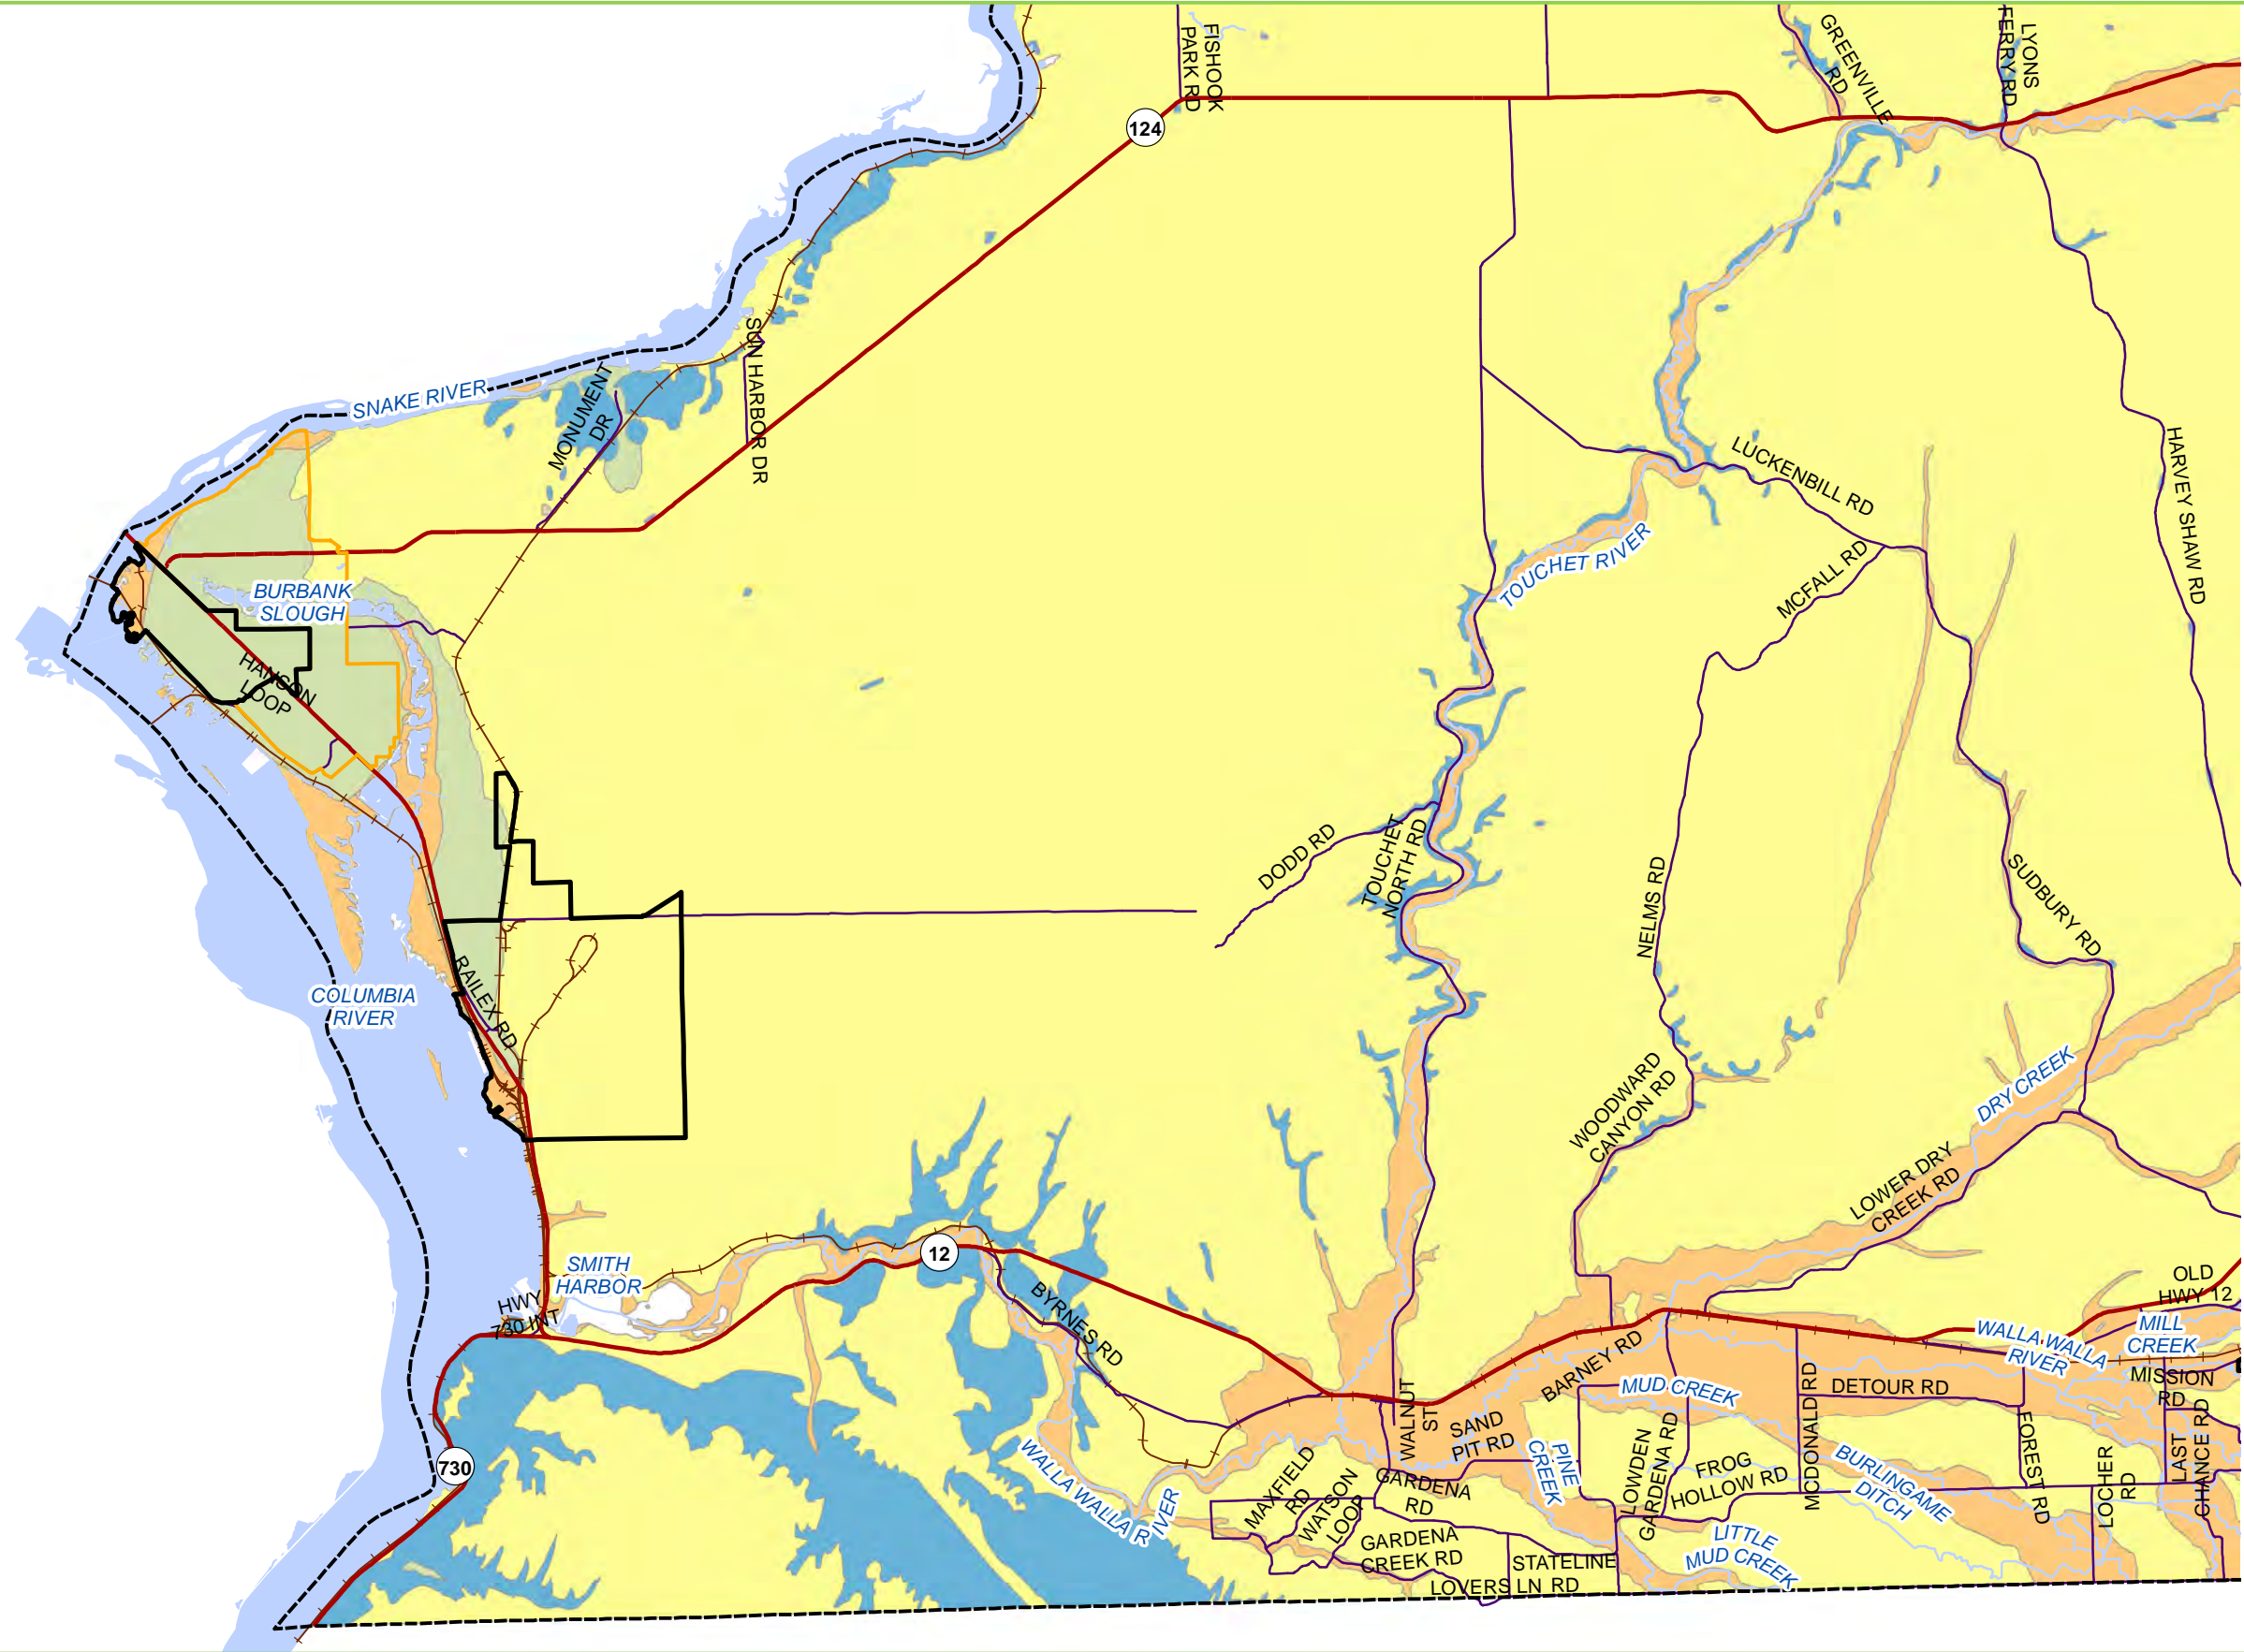 FISHOOK
PARK RD
GREENVILLE
RD
LYONS
FERRY RD
124
SUN HARBOR DR
SNAKE RIVER
MONUMENT
DR
LUCKENBILL RD
HARVEY SHAW RD
TOUCHET RIVER
MCFALL RD
BURBANK
SLOUGH
HANSON
LOOP
DODD RD
TOUCHET
NORTH RD
NELMS RD
SUDBURY RD
RAILEX RD
COLUMBIA
RIVER
WOODWARD
CANYON RD
DRY CREEK
LOWER DRY
CREEK RD
12
SMITH
HARBOR
HWY
730 INT
BYRNES RD
OLD
HWY 12
WALLA WALLA
RIVER
MILL
CREEK
BARNEY RD
MUD CREEK
DETOUR RD
MISSION
RD
MCDONALD RD
WALNUT
ST
SAND
PIT RD
PINE
CREEK
LOWDEN
GARDENA RD
FROG
HOLLOW RD
BURLINGAME
DITCH
FOREST RD
LOCHER
RD
LAST
CHANCE RD
730
WALLA WALLA RIVER
MAXFIELD
RD
WATSON
LOOP
GARDENA
RD
GARDENA
CREEK RD
STATELINE
RD
LOVERS LN
LITTLE
MUD CREEK